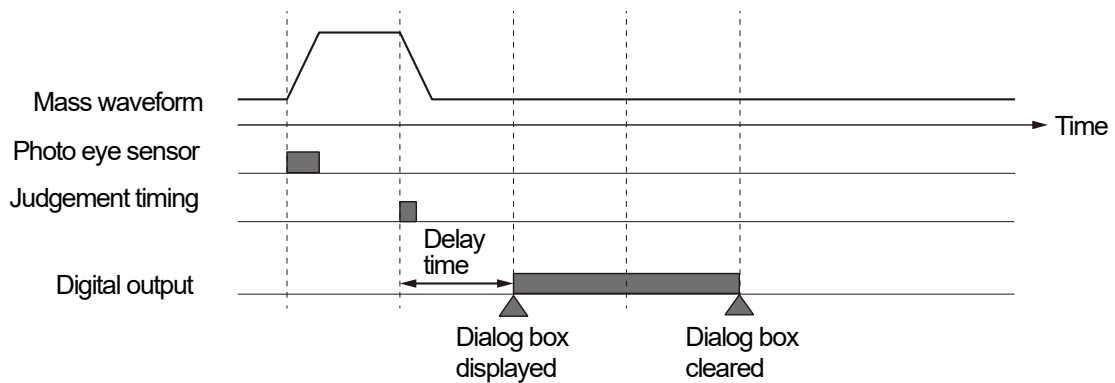 Mass waveform
Time
Photo eye sensor
Judgement timing
Delay
time
Digital output
Dialog box
displayed
Dialog box
cleared